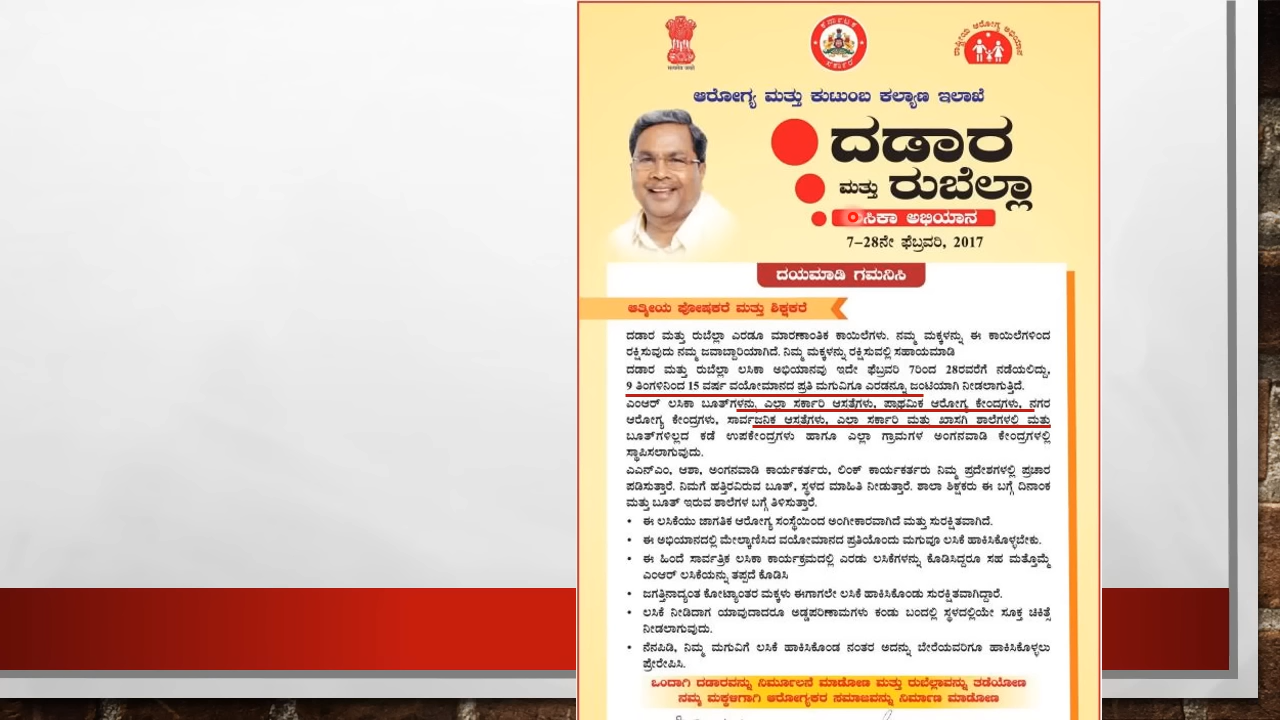 ಆರೋಗ್ಯ ಮತ್ತು ಕುಟುಂಬ ಕಲ್ಯಾಣ ಇಲಾಖೆ
ದಡಾರ
ಮತ್ತು ರುಬೆಲ್ಲಾ
ಸಿಕಾ ಅಭಿಯಾನ
7–28ನೇ ಫೆಬ್ರವರಿ, 2017
ದಯಮಾಡಿ ಗಮನಿಸಿ
ಆತ್ಮೀಯ ಪೋಷಕರೆ ಮತ್ತು ಶಿಕ್ಷಕರೆ
ದಡಾರ ಮತ್ತು ರುಬೆಲ್ಲಾ ಎರಡೂ ಮಾರಣಾಂತಿಕ ಕಾಯಿಲೆಗಳು. ನಮ್ಮ ಮಕ್ಕಳನ್ನು ಈ ಕಾಯಿಲೆಗಳಿಂದ
ರಕ್ಷಿಸುವುದು ನಮ್ಮ ಜವಾಬ್ದಾರಿಯಾಗಿದೆ. ನಿಮ್ಮ ಮಕ್ಕಳನ್ನು ರಕ್ಷಿಸುವಲ್ಲಿ ಸಹಾಯಮಾಡಿ
ದಡಾರ ಮತ್ತು ರುಬೆಲ್ಲಾ ಲಸಿಕಾ ಅಭಿಯಾನವು ಇದೇ ಫೆಬ್ರವರಿ 7ರಿಂದ 28ರವರೆಗೆ ನಡೆಯಲಿದ್ದು,
9 ತಿಂಗಳಿನಿಂದ 15 ವರ್ಷ ವಯೋಮಾನದ ಪ್ರತಿ ಮಗುವಿಗೂ ಎರಡನ್ನೂ ಜಂಟಿಯಾಗಿ ನೀಡಲಾಗುತ್ತಿದೆ.
ಎಂಆರ್ ಲಸಿಕಾ ಬೂತ್‌ಗಳನ್ನು ಎಲ್ಲಾ ಸರ್ಕಾರಿ ಆಸ್ಪತ್ರೆಗಳು, ಪ್ರಾಥಮಿಕ ಆರೋಗ್ಯ ಕೇಂದ್ರಗಳು, ನಗರ
ಆರೋಗ್ಯ ಕೇಂದ್ರಗಳು, ಸಾರ್ವಜನಿಕ ಆಸ್ಪತ್ರೆಗಳು, ಎಲ್ಲಾ ಸರ್ಕಾರಿ ಮತ್ತು ಖಾಸಗಿ ಶಾಲೆಗಳಲ್ಲಿ ಮತ್ತು
ಬೂತ್‌ಗಳಿಲ್ಲದ ಕಡೆ ಉಪಕೇಂದ್ರಗಳು ಹಾಗೂ ಎಲ್ಲಾ ಗ್ರಾಮಗಳ ಅಂಗನವಾಡಿ ಕೇಂದ್ರಗಳಲ್ಲಿ
ಸ್ಥಾಪಿಸಲಾಗುವುದು.
ಎಎನ್ಎಂ, ಆಶಾ, ಅಂಗನವಾಡಿ ಕಾರ್ಯಕರ್ತರು, ಲಿಂಕ್ ಕಾರ್ಯಕರ್ತರು ನಿಮ್ಮ ಪ್ರದೇಶಗಳಲ್ಲಿ ಪ್ರಚಾರ
ಪಡಿಸುತ್ತಾರೆ. ನಿಮಗೆ ಹತ್ತಿರವಿರುವ ಬೂತ್, ಸ್ಥಳದ ಮಾಹಿತಿ ನೀಡುತ್ತಾರೆ. ಶಾಲಾ ಶಿಕ್ಷಕರು ಈ ಬಗ್ಗೆ ದಿನಾಂಕ
ಮತ್ತು ಬೂತ್ ಇರುವ ಶಾಲೆಗಳ ಬಗ್ಗೆ ತಿಳಿಸುತ್ತಾರೆ.
• ಈ ಲಸಿಕೆಯು ಜಾಗತಿಕ ಆರೋಗ್ಯ ಸಂಸ್ಥೆಯಿಂದ ಅಂಗೀಕಾರವಾಗಿದೆ ಮತ್ತು ಸುರಕ್ಷಿತವಾಗಿದೆ.
• ಈ ಅಭಿಯಾನದಲ್ಲಿ ಮೇಲ್ಕಾಣಿಸಿದ ವಯೋಮಾನದ ಪ್ರತಿಯೊಂದು ಮಗುವೂ ಲಸಿಕೆ ಹಾಕಿಸಿಕೊಳ್ಳಬೇಕು.
• ಈ ಹಿಂದೆ ಸಾರ್ವತ್ರಿಕ ಲಸಿಕಾ ಕಾರ್ಯಕ್ರಮದಲ್ಲಿ ಎರಡು ಲಸಿಕೆಗಳನ್ನು ಕೊಡಿಸಿದ್ದರೂ ಸಹ ಮತ್ತೊಮ್ಮೆ
ಎಂಆರ್ ಲಸಿಕೆಯನ್ನು ತಪ್ಪದೆ ಕೊಡಿಸಿ
• ಜಗತ್ತಿನಾದ್ಯಂತ ಕೋಟ್ಯಾಂತರ ಮಕ್ಕಳು ಈಗಾಗಲೇ ಲಸಿಕೆ ಹಾಕಿಸಿಕೊಂಡು ಸುರಕ್ಷಿತವಾಗಿದ್ದಾರೆ.
• ಲಸಿಕೆ ನೀಡಿದಾಗ ಯಾವುದಾದರೂ ಅಡ್ಡಪರಿಣಾಮಗಳು ಕಂಡು ಬಂದಲ್ಲಿ ಸ್ಥಳದಲ್ಲಿಯೇ ಸೂಕ್ತ ಚಿಕಿತ್ಸೆ
ನೀಡಲಾಗುವುದು.
• ನೆನಪಿಡಿ, ನಿಮ್ಮ ಮಗುವಿಗೆ ಲಸಿಕೆ ಹಾಕಿಸಿಕೊಂಡ ನಂತರ ಅದನ್ನು ಬೇರೆಯವರಿಗೂ ಹಾಕಿಸಿಕೊಳ್ಳಲು
ಪ್ರೇರೇಪಿಸಿ.
ಒಂದಾಗಿ ದಡಾರವನ್ನು ನಿರ್ಮೂಲನೆ ಮಾಡೋಣ ಮತ್ತು ರುಬೆಲ್ಲಾವನ್ನು ತಡೆಯೋಣ
ನಮ್ಮ ಮಕ್ಕಳಿಗಾಗಿ ಆರೋಗ್ಯಕರ ಸಮಾಜವನ್ನು ನಿರ್ಮಾಣ ಮಾಡೋಣ